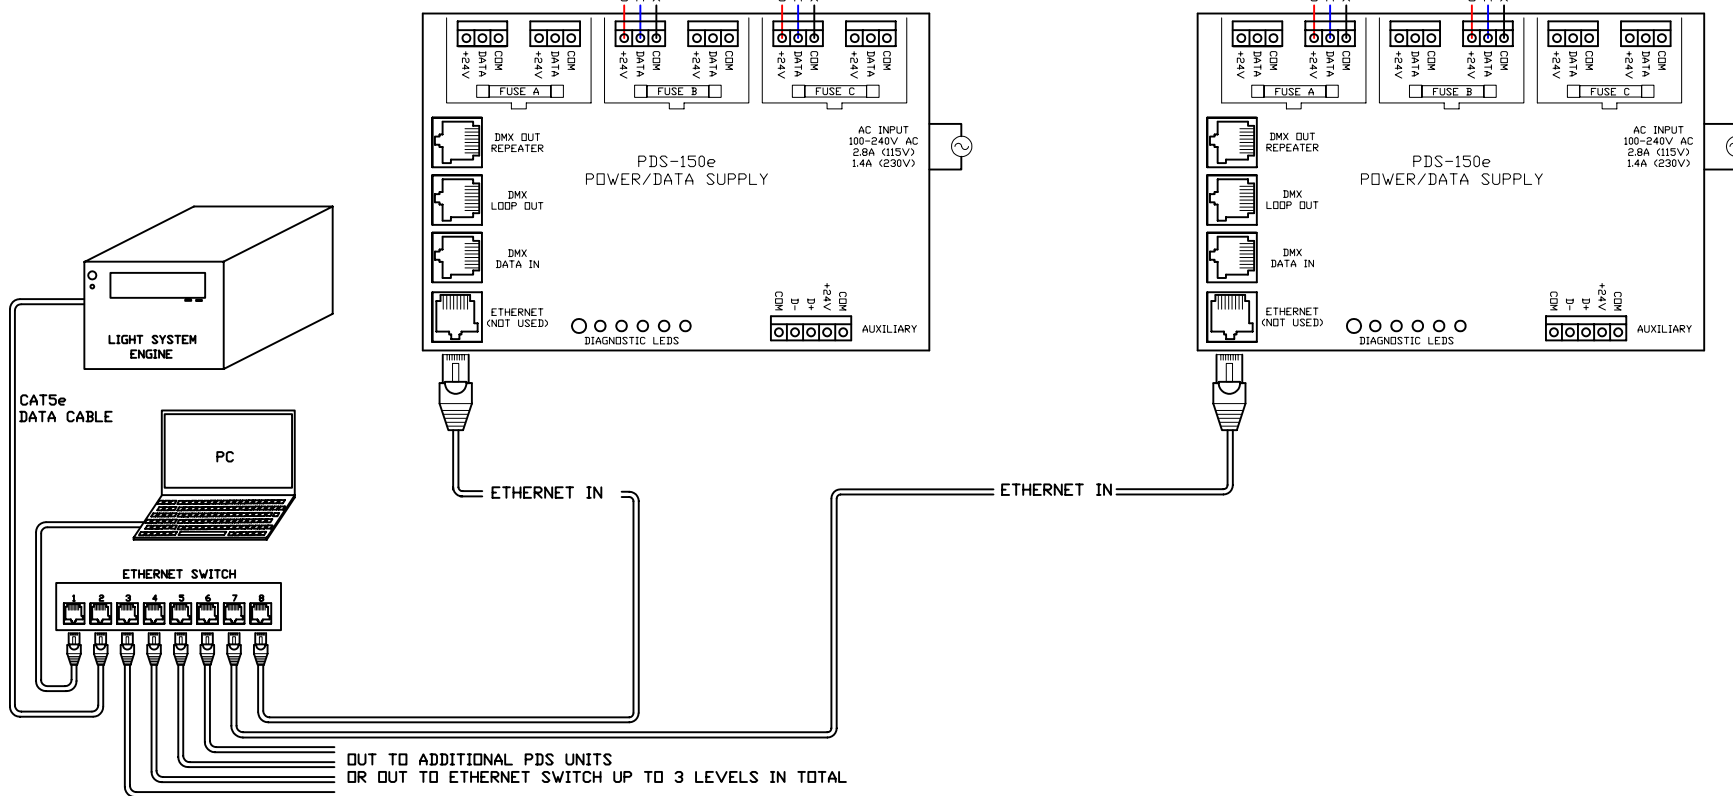 +24V DATA COM +24V DATA COM
FUSE A
+24V DATA COM +24V DATA COM
FUSE B
+24V DATA COM +24V DATA COM
FUSE C
DMX OUT
REPEATER
DMX
LOOP OUT
DMX
DATA IN
ETHERNET
(NOT USED)
PDS-150e
POWER/DATA SUPPLY
AC INPUT
100-240V AC
2.8A (115V)
1.4A (230V)
DIAGNOSTIC LEDS
COM D- D+ +24V COM
AUXILIARY
+24V DATA COM +24V DATA COM
FUSE A
+24V DATA COM +24V DATA COM
FUSE B
+24V DATA COM +24V DATA COM
FUSE C
DMX OUT
REPEATER
DMX
LOOP OUT
DMX
DATA IN
ETHERNET
(NOT USED)
PDS-150e
POWER/DATA SUPPLY
AC INPUT
100-240V AC
2.8A (115V)
1.4A (230V)
DIAGNOSTIC LEDS
COM D- D+ +24V COM
AUXILIARY
LIGHT SYSTEM
ENGINE
CAT5e
DATA CABLE
PC
ETHERNET IN
ETHERNET IN
ETHERNET SWITCH
1 2 3 4 5 6 7 8
OUT TO ADDITIONAL PDS UNITS
OR OUT TO ETHERNET SWITCH UP TO 3 LEVELS IN TOTAL